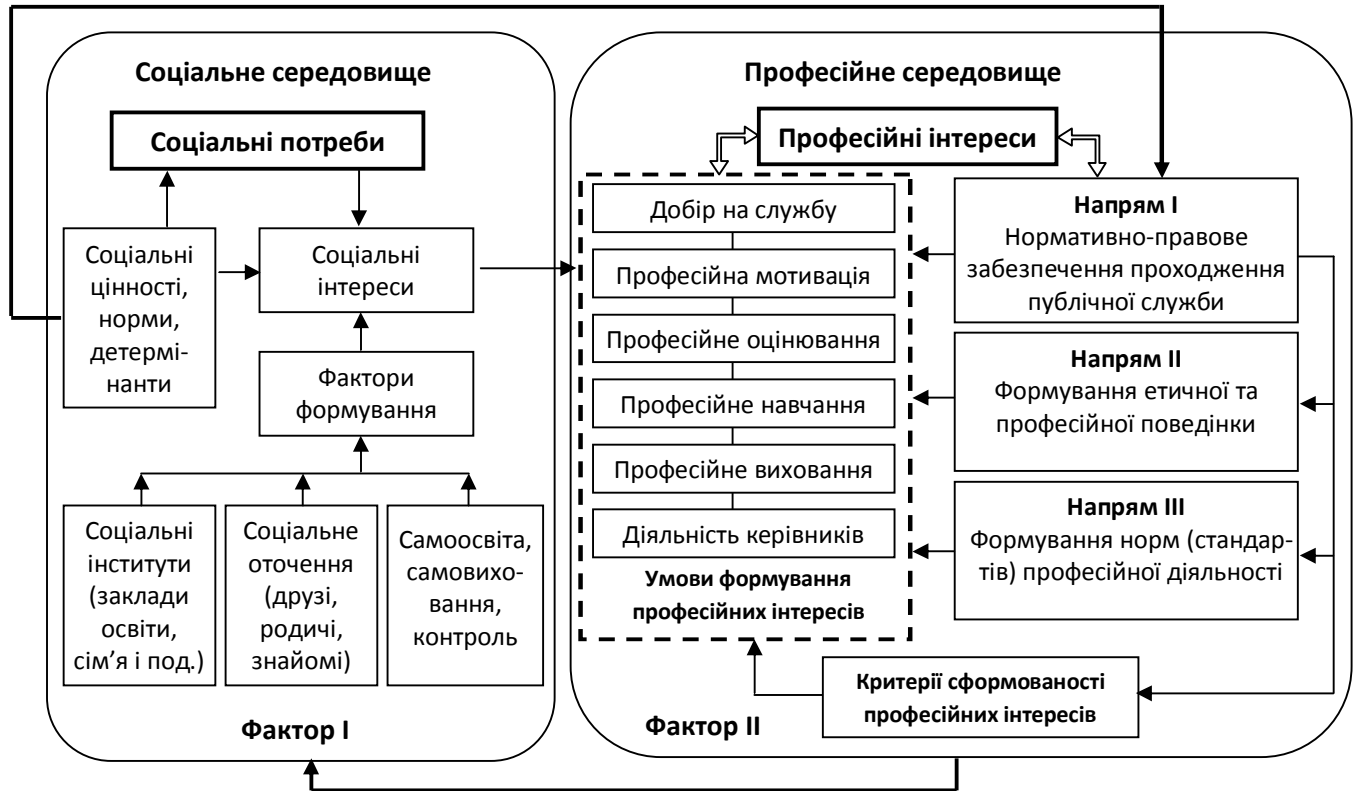 Соціальне середовище
Соціальні потреби
Соціальні
цінності,
норми,
детермі-
нанти
Соціальні
інтереси
Фактори
формування
Соціальні
інститути
(заклади
освіти,
сім’я і под.)
Соціальне
оточення
(друзі,
родичі,
знайомі)
Самоосвіта,
самовихо-
вання,
контроль
Фактор І
Професійне середовище
Професійні інтереси
Добір на службу
Професійна мотивація
Професійне оцінювання
Професійне навчання
Професійне виховання
Діяльність керівників
Умови формування
професійних інтересів
Напрям І
Нормативно-правове
забезпечення проходження
публічної служби
Напрям ІІ
Формування етичної та
професійної поведінки
Напрям ІІІ
Формування норм (стандар-
тів) професійної діяльності
Критерії сформованості
професійних інтересів
Фактор ІІ